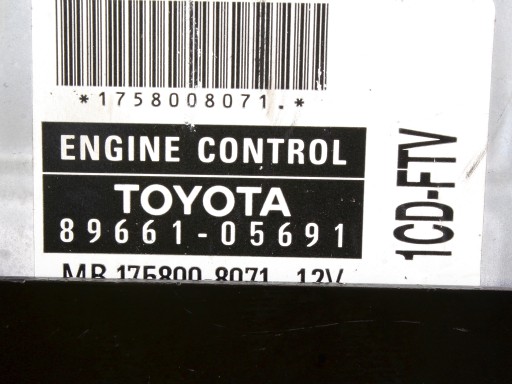 *1758008071.*
ENGINE CONTROL
TOYOTA
89661-05691
MB 175800-8071 12V
1CD-FTV